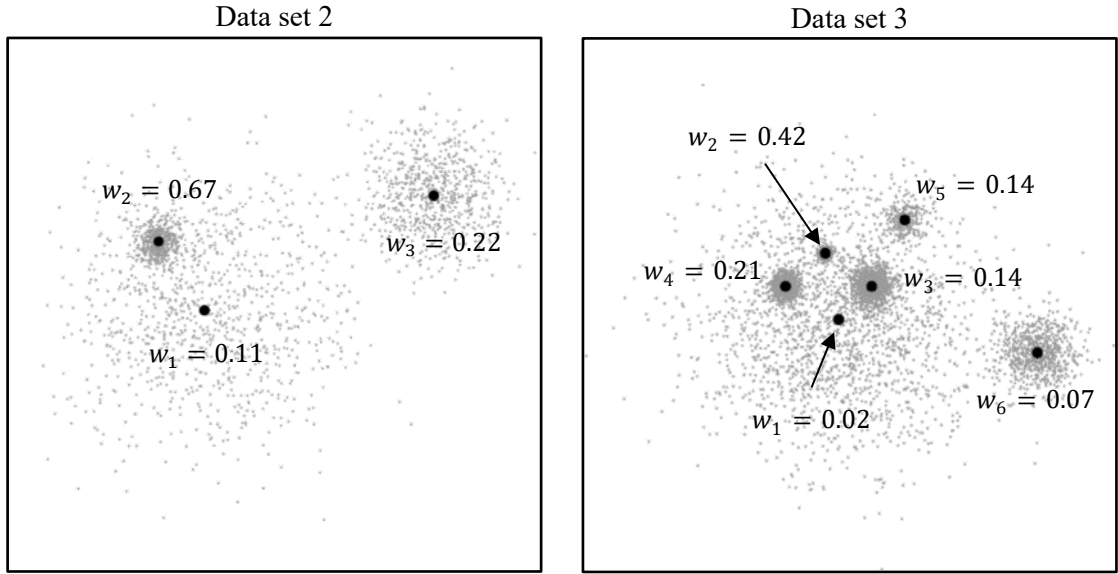 Data set 2
w₂ = 0.67
w₃ = 0.22
w₁ = 0.11
Data set 3
w₂ = 0.42
w₅ = 0.14
w₄ = 0.21
w₃ = 0.14
w₆ = 0.07
w₁ = 0.02